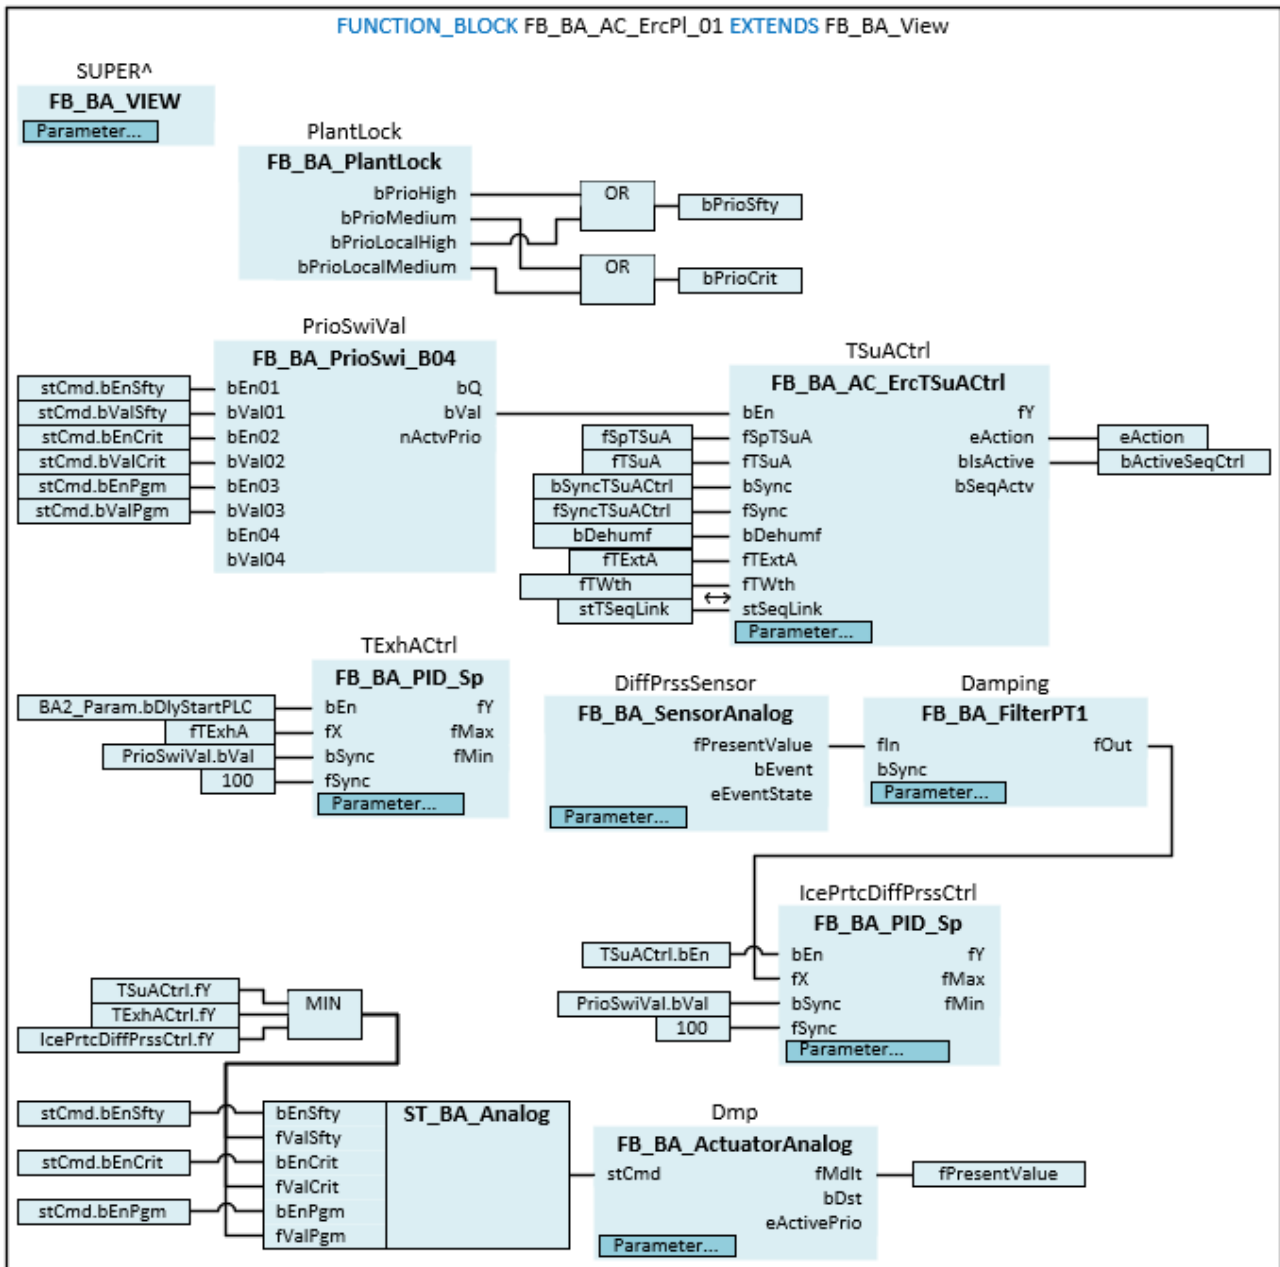 FUNCTION_BLOCK FB_BA_AC_ErcPl_01 EXTENDS FB_BA_View
SUPER^
FB_BA_VIEW
Parameter...
PlantLock
FB_BA_PlantLock
bPrioHigh
bPrioMedium
bPrioLocalHigh
bPrioLocalMedium
OR
bPrioSfty
OR
bPrioCrit
PrioSwiVal
FB_BA_PrioSwi_B04
stCmd.bEnSfty bEn01 bQ
stCmd.bValSfty bVal01 bVal
stCmd.bEnCrit bEn02 nActvPrio
stCmd.bValCrit bVal02
stCmd.bEnPgm bEn03
stCmd.bValPgm bVal03
bEn04
bVal04
TSuACtrl
FB_BA_AC_ErcTSuACtrl
bEn fY
fSpTSuA fSpTSuA eAction eAction
fTSuA fTSuA bIsActive bActiveSeqCtrl
bSyncTSuACtrl bSync bSeqActv
fSyncTSuACtrl fSync
bDehumf bDehumf
fTExtA fTExtA
fTWth fTWth
stTSeqLink stSeqLink
Parameter...
TExhACtrl
FB_BA_PID_Sp
BA2_Param.bDlyStartPLC bEn fY
fTExhA fX fMax
PrioSwiVal.bVal bSync fMin
100 fSync
Parameter...
DiffPrssSensor
FB_BA_SensorAnalog
fPresentValue
bEvent
eEventState
Parameter...
Damping
FB_BA_FilterPT1
fIn fOut
bSync
Parameter...
IcePrtcDiffPrssCtrl
FB_BA_PID_Sp
TSuACtrl.bEn bEn fY
fX fMax
PrioSwiVal.bVal bSync fMin
100 fSync
Parameter...
TSuACtrl.fY
TExhACtrl.fY
IcePrtcDiffPrssCtrl.fY
MIN
ST_BA_Analog
stCmd.bEnSfty bEnSfty
fValSfty
stCmd.bEnCrit bEnCrit
fValCrit
stCmd.bEnPgm bEnPgm
fValPgm
Dmp
FB_BA_ActuatorAnalog
stCmd fMdlt fPresentValue
bDst
eActivePrio
Parameter...